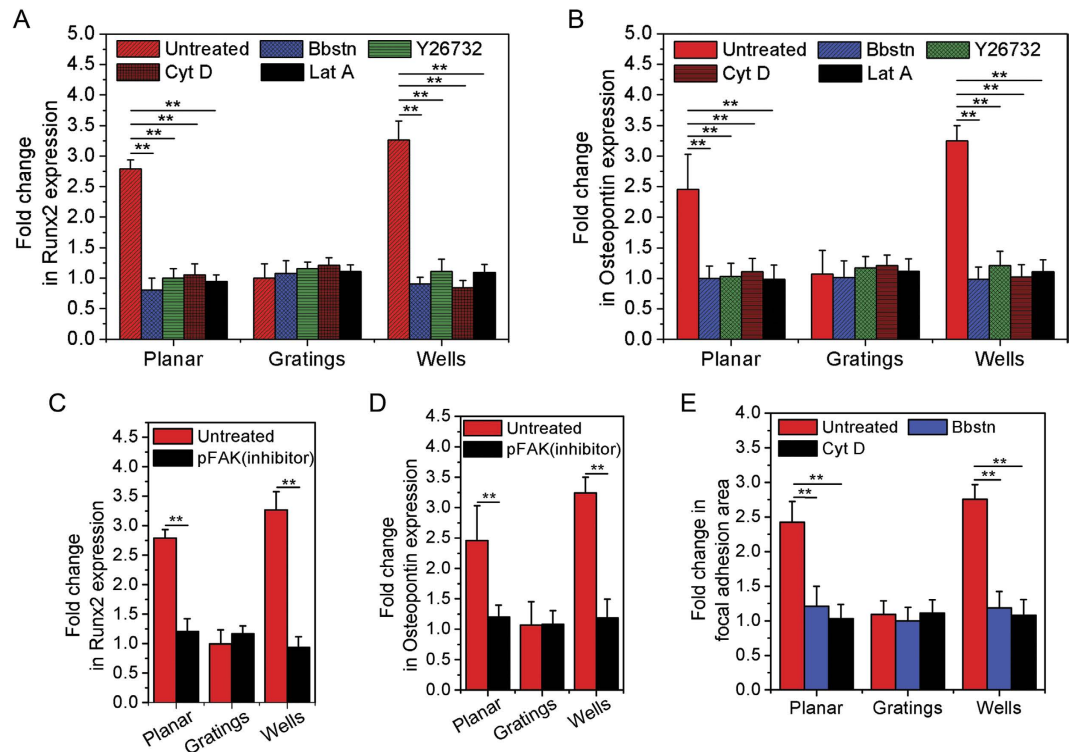 A
Fold change
in Runx2 expression
5.0
4.5
4.0
3.5
3.0
2.5
2.0
1.5
1.0
0.5
0.0
Untreated Bbstn Y26732
Cyt D Lat A
**
**
**
**
**
**
**
**
Planar Gratings Wells
B
Fold change
in Osteopontin expression
5.0
4.5
4.0
3.5
3.0
2.5
2.0
1.5
1.0
0.5
0.0
Untreated Bbstn Y26732
Cyt D Lat A
**
**
**
**
**
**
**
**
Planar Gratings Wells
C
Fold change
in Runx2 expression
4.5
4.0
3.5
3.0
2.5
2.0
1.5
1.0
0.5
0.0
Untreated
pFAK(inhibitor)
**
**
Planar Gratings Wells
D
Fold change
in Osteopontin expression
4.5
4.0
3.5
3.0
2.5
2.0
1.5
1.0
0.5
0.0
Untreated
pFAK(inhibitor)
**
**
Planar Gratings Wells
E
Fold change in
focal adhesion area
4.0
3.5
3.0
2.5
2.0
1.5
1.0
0.5
0.0
Untreated Bbstn
Cyt D
**
**
**
**
Planar Gratings Wells